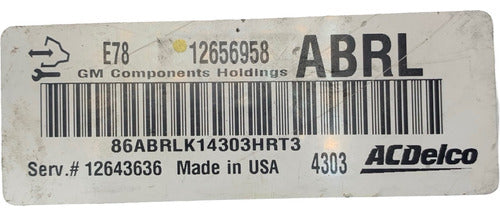 E78 12656958 ABRL
GM Components Holdings
86ABRLK14303HRT3
Serv.# 12643636 Made in USA 4303 ACDelco